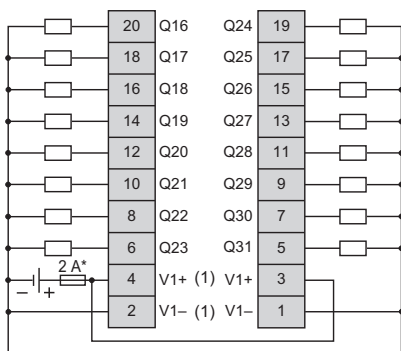 20 Q16 Q24 19
18 Q17 Q25 17
16 Q18 Q26 15
14 Q19 Q27 13
12 Q20 Q28 11
10 Q21 Q29 9
8 Q22 Q30 7
6 Q23 Q31 5
2 A*
− + 4 V1+ (1) V1+ 3
2 V1− (1) V1− 1